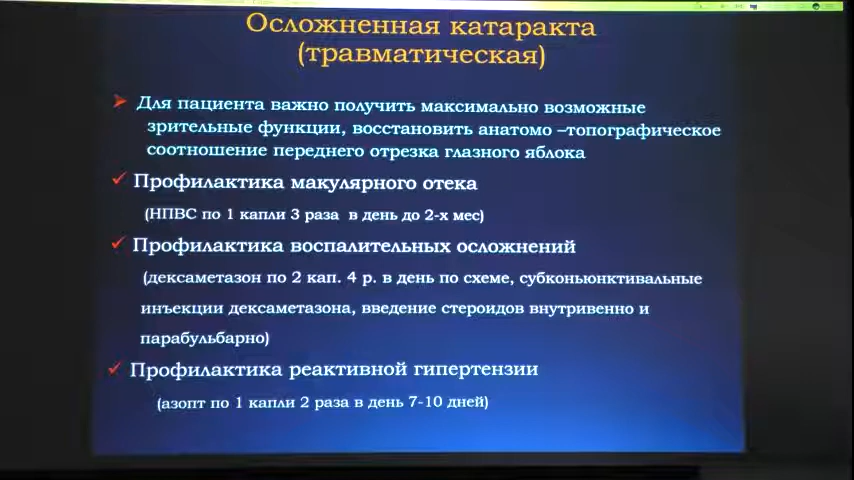 Осложненная катаракта
(травматическая)
Для пациента важно получить максимально возможные
зрительные функции, восстановить анатомо –топографическое
соотношение переднего отрезка глазного яблока
Профилактика макулярного отека
(НПВС по 1 капли 3 раза в день до 2-х мес)
Профилактика воспалительных осложнений
(дексаметазон по 2 кап. 4 р. в день по схеме, субконьюнктивальные
инъекции дексаметазона, введение стероидов внутривенно и
парабульбарно)
Профилактика реактивной гипертензии
(азопт по 1 капли 2 раза в день 7-10 дней)